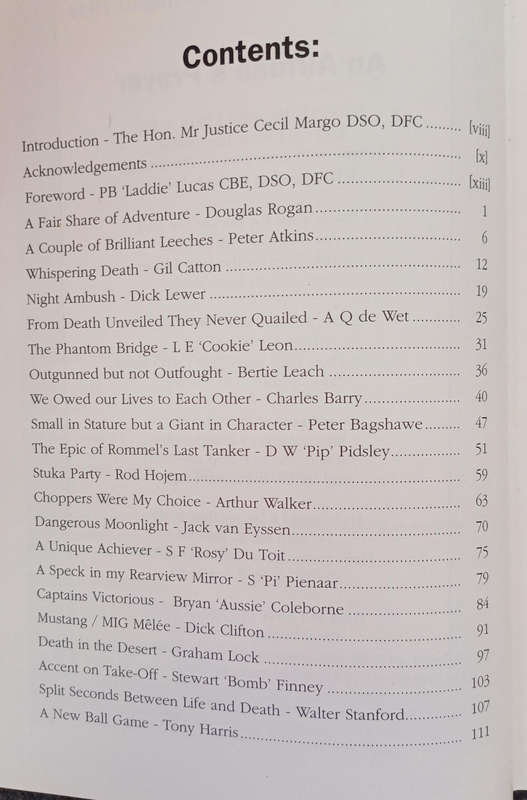 Contents:
Introduction - The Hon. Mr Justice Cecil Margo DSO, DFC ......... [viii]
Acknowledgements ........................................................................ [x]
Foreword - PB ‘Laddie’ Lucas CBE, DSO, DFC ............................. [xiii]
A Fair Share of Adventure - Douglas Rogan ................................... 1
A Couple of Brilliant Leeches - Peter Atkins................................... 6
Whispering Death - Gil Catton ....................................................... 12
Night Ambush - Dick Lewer ........................................................... 19
From Death Unveiled They Never Quailed - A Q de Wet ............ 25
The Phantom Bridge - L E ‘Cookie’ Leon........................................ 31
Outgunned but not Outfought - Bertie Leach ............................... 36
We Owed our Lives to Each Other - Charles Barry....................... 40
Small in Stature but a Giant in Character - Peter Bagshawe......... 47
The Epic of Rommel’s Last Tanker - D W ‘Pip’ Pidsley................. 51
Stuka Party - Rod Hojem................................................................ 59
Choppers Were My Choice - Arthur Walker................................... 63
Dangerous Moonlight - Jack van Eyssen........................................ 70
A Unique Achiever - S F ‘Rosy’ Du Toit......................................... 75
A Speck in my Rearview Mirror - S ‘Pi’ Pienaar............................. 79
Captains Victorious - Bryan ‘Aussie’ Coleborne ........................... 84
Mustang / MIG Mêlée - Dick Clifton ............................................. 91
Death in the Desert - Graham Lock ............................................... 97
Accent on Take-Off - Stewart ‘Bomb’ Finney ............................... 103
Split Seconds Between Life and Death - Walter Stanford............. 107
A New Ball Game - Tony Harris.................................................... 111